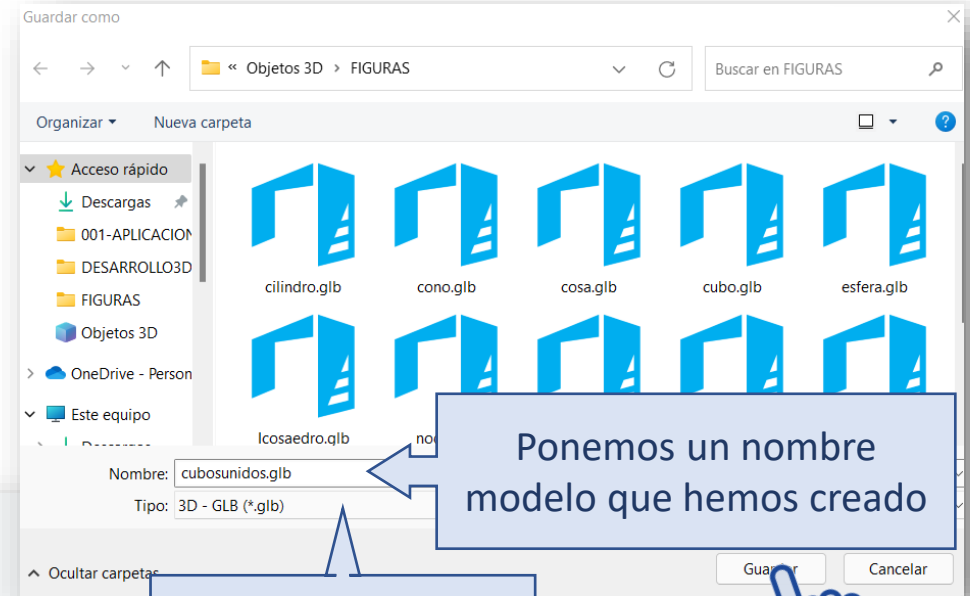 Guardar como
« Objetos 3D > FIGURAS
Buscar en FIGURAS
Organizar
Nueva carpeta
Acceso rápido
Descargas
001-APLICACION
DESARROLLO3D
FIGURAS
Objetos 3D
OneDrive - Person
Este equipo
cilindro.glb
cono.glb
cosa.glb
cubo.glb
esfera.glb
Icosaedro.glb
Nombre: cubosunidos.glb
Tipo: 3D - GLB (*.glb)
Ponemos un nombre
modelo que hemos creado
Ocultar carpetas
Guardar
Cancelar